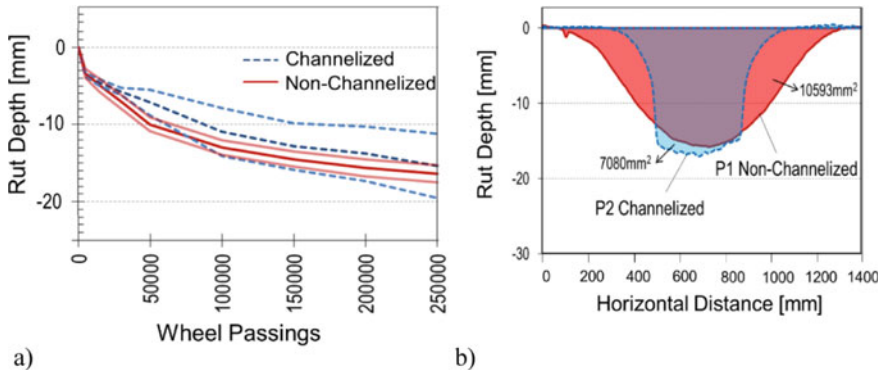 0
-10
-20
Rut Depth [mm]
Channelized
Non-Channelized
0
50000
100000
150000
200000
250000
Wheel Passings
a)
0
-10
-20
-30
Rut Depth [mm]
10593mm²
7080mm²
P1 Non-Channelized
P2 Channelized
0 200 400 600 800 1000 1200 1400
Horizontal Distance [mm]
b)